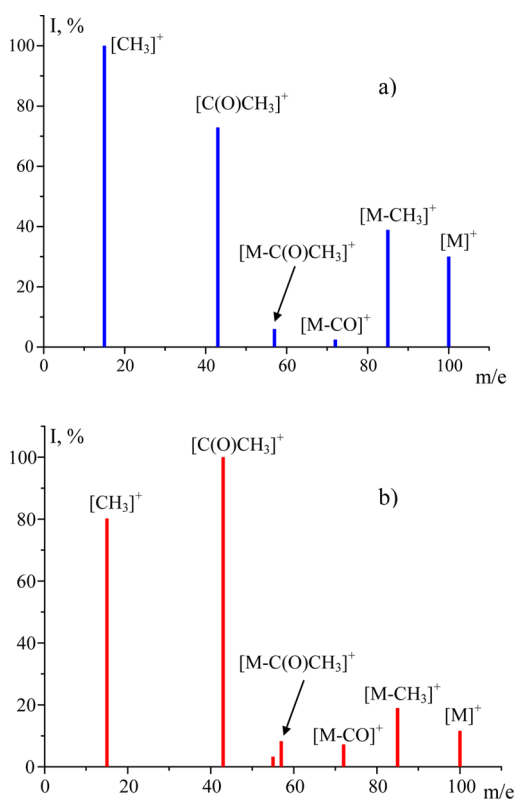 I, %
[CH₃]⁺
a)
100
[C(O)CH₃]⁺
80
60
[M-CH₃]⁺
40
[M-C(O)CH₃]⁺
[M]⁺
20
[M-CO]⁺
0
0 20 40 60 80 100
m/e
I, %
[C(O)CH₃]⁺
100
[CH₃]⁺
b)
80
60
40
[M-C(O)CH₃]⁺
[M-CH₃]⁺
20
[M-CO]⁺
[M]⁺
0
0 20 40 60 80 100
m/e